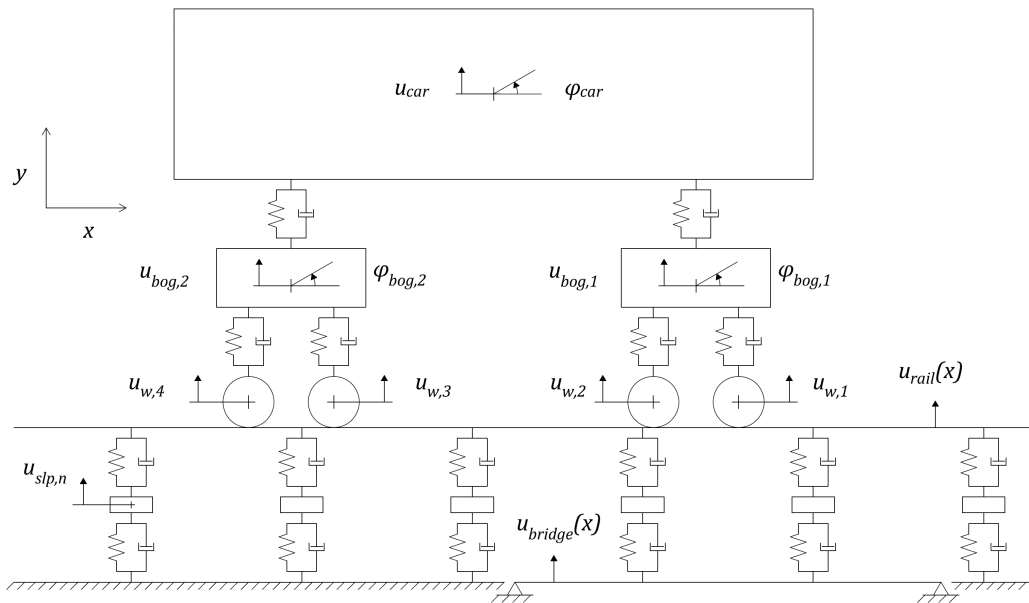 u_car φ_car
y
x
u_bog,2 φ_bog,2 u_bog,1 φ_bog,1
u_w,4 u_w,3 u_w,2 u_w,1 u_rail(x)
u_slp,n
u_bridge(x)